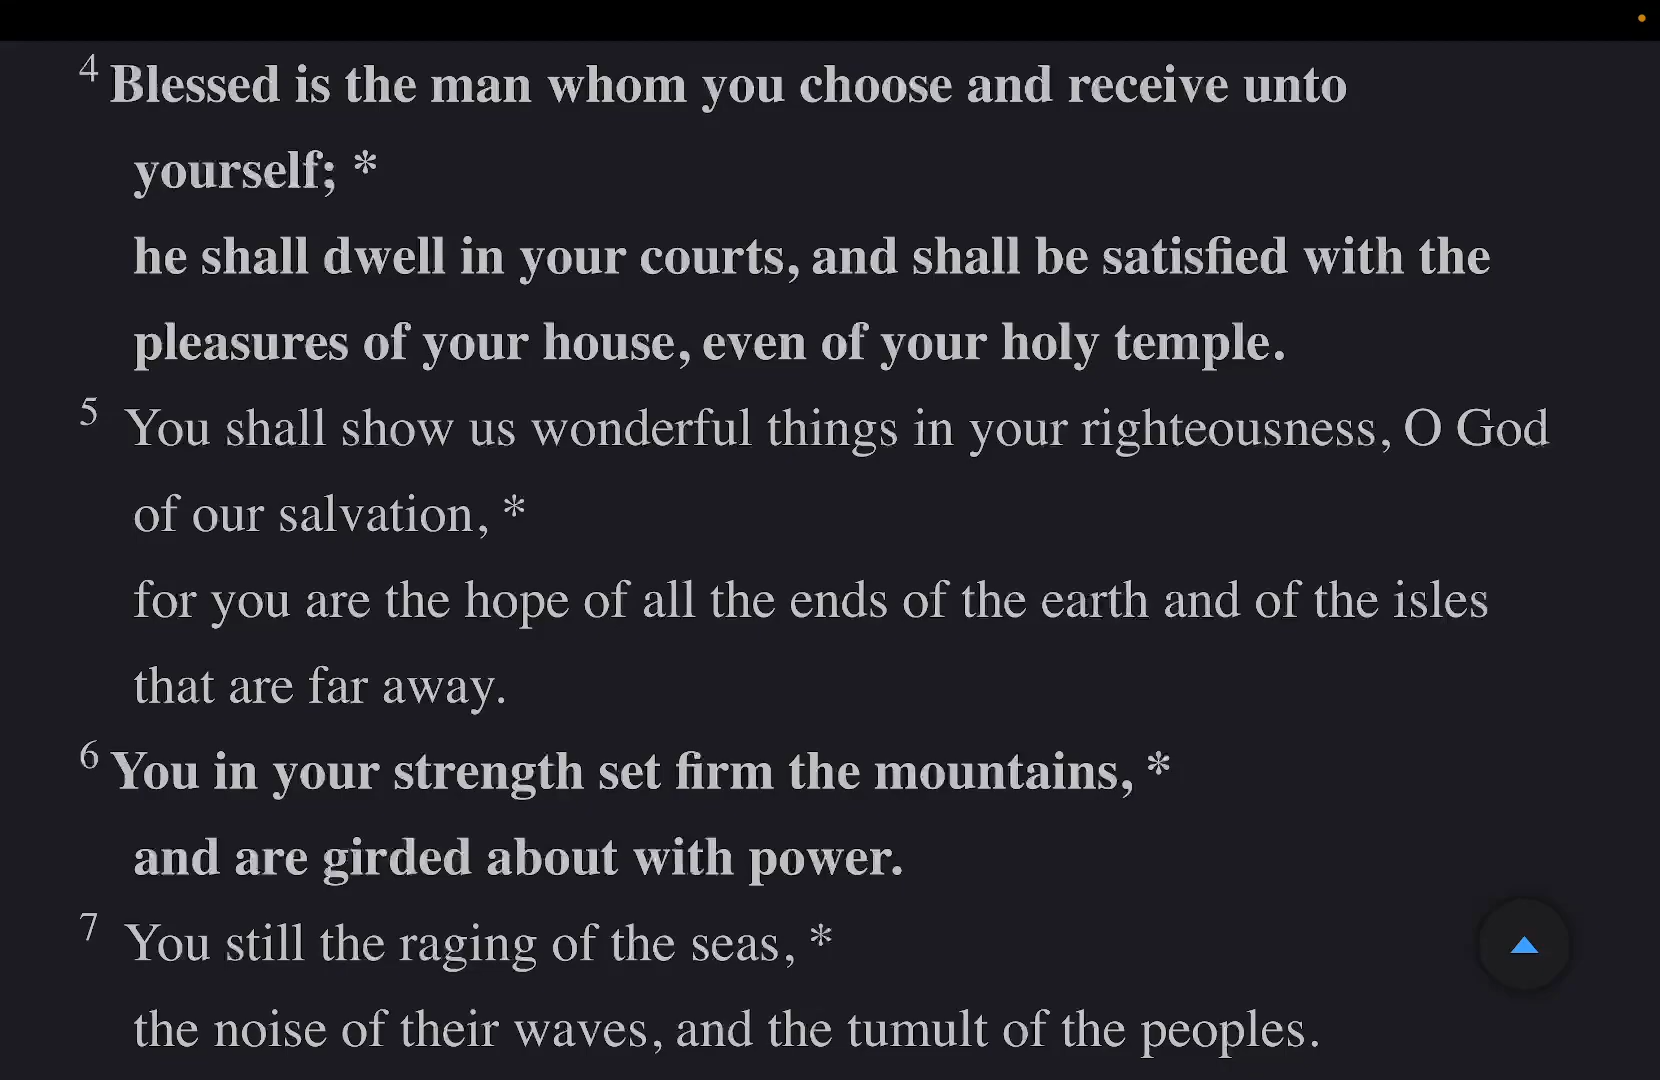 4 Blessed is the man whom you choose and receive unto
yourself; *
he shall dwell in your courts, and shall be satisfied with the
pleasures of your house, even of your holy temple.
5 You shall show us wonderful things in your righteousness, O God
of our salvation, *
for you are the hope of all the ends of the earth and of the isles
that are far away.
6 You in your strength set firm the mountains, *
and are girded about with power.
7 You still the raging of the seas, *
the noise of their waves, and the tumult of the peoples.